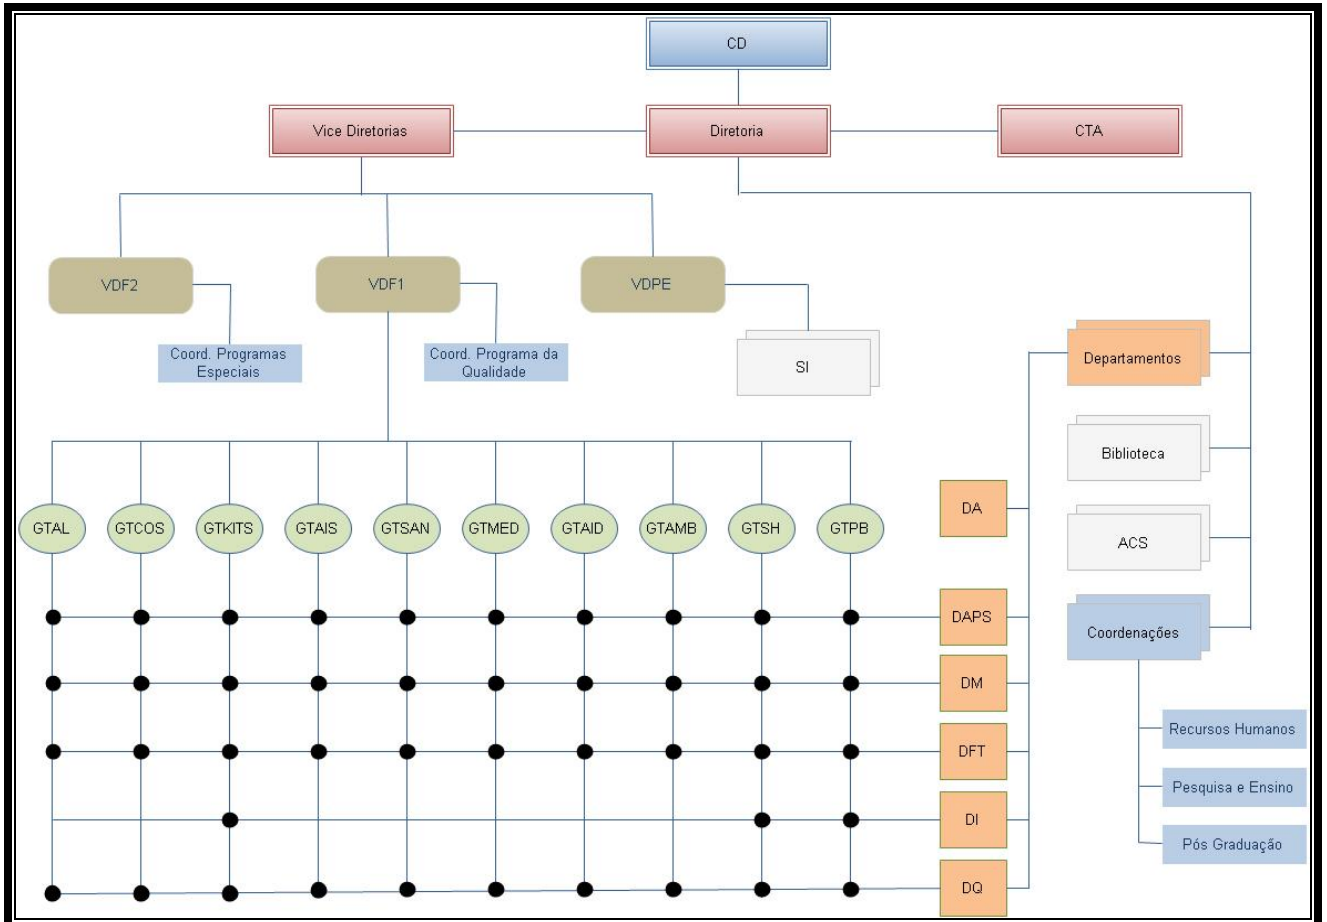 CD
Vice Diretorias
Diretoria
CTA
VDF2
VDF1
VDPE
Coord. Programas
Especiais
Coord. Programa da
Qualidade
SI
Departamentos
Biblioteca
ACS
Coordenações
Recursos Humanos
Pesquisa e Ensino
Pós Graduação
GTAL
GTCOS
GTKITS
GTAIS
GTSAN
GTMED
GTAID
GTAMB
GTSH
GTPB
DA
DAPS
DM
DFT
DI
DQ